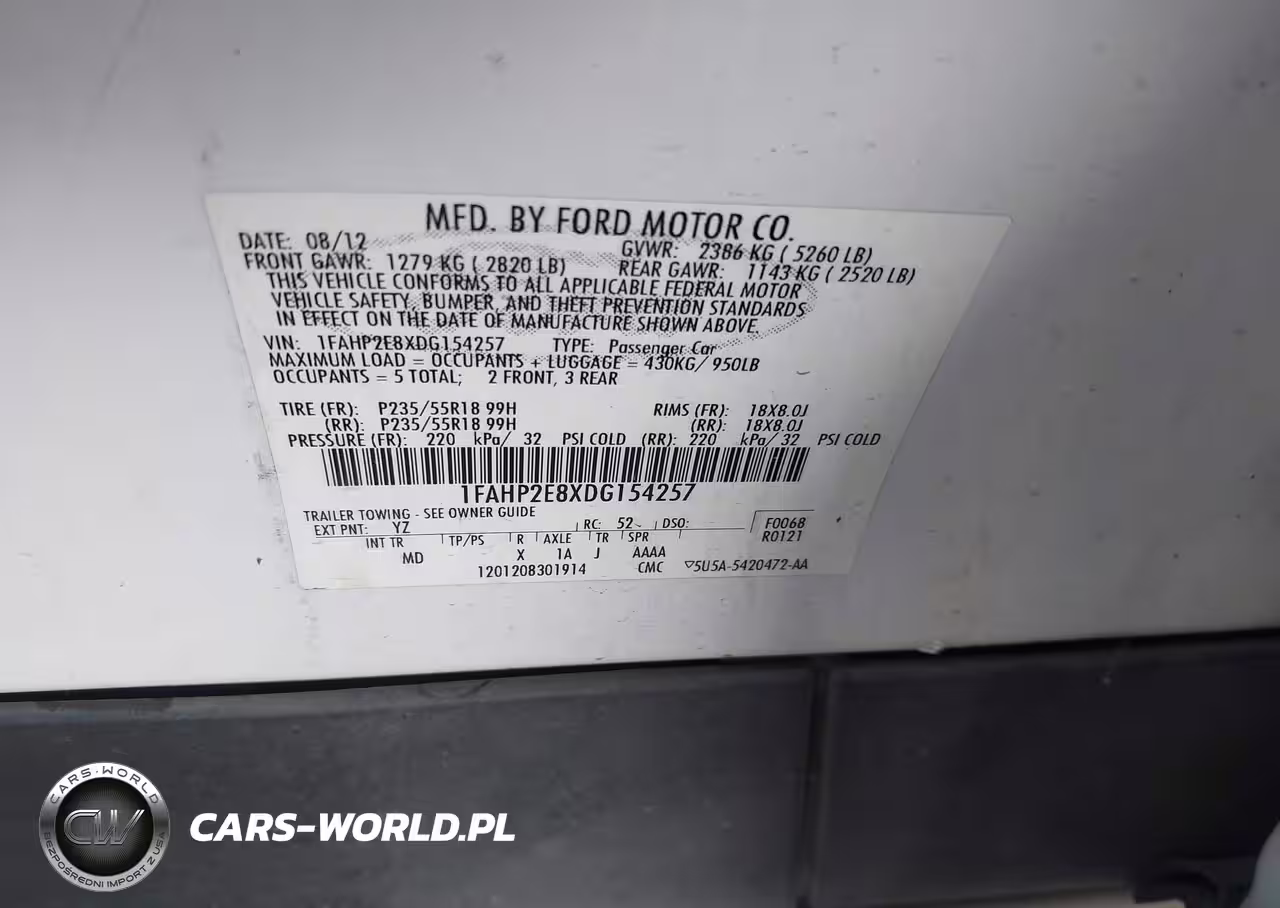 MFD. BY FORD MOTOR CO.
DATE: 08/12 GVWR: 2386 KG ( 5260 LB)
FRONT GAWR: 1279 KG ( 2820 LB) REAR GAWR: 1143 KG ( 2520 LB)
THIS VEHICLE CONFORMS TO ALL APPLICABLE FEDERAL MOTOR
VEHICLE SAFETY, BUMPER, AND THEFT PREVENTION STANDARDS
IN EFFECT ON THE DATE OF MANUFACTURE SHOWN ABOVE.
VIN: 1FAHP2E8XDG154257 TYPE: Passenger Car
MAXIMUM LOAD = OCCUPANTS + LUGGAGE = 430KG/ 950LB
OCCUPANTS = 5 TOTAL; 2 FRONT, 3 REAR
TIRE (FR): P235/55R18 99H RIMS (FR): 18X8.0J
(RR): P235/55R18 99H (RR): 18X8.0J
PRESSURE (FR): 220 kPa/ 32 PSI COLD (RR): 220 kPa/ 32 PSI COLD
1FAHP2E8XDG154257
TRAILER TOWING - SEE OWNER GUIDE
EXT PNT: YZ RC: 52 DSO: F0068
R0121
INT TR TP/PS R AXLE TR SPR
MD X 1A J AAAA
1201208301914 CMC ▽5U5A-5420472-AA
CARS-WORLD
CW
BEZPOŚREDNI IMPORT Z USA
CARS-WORLD.PL